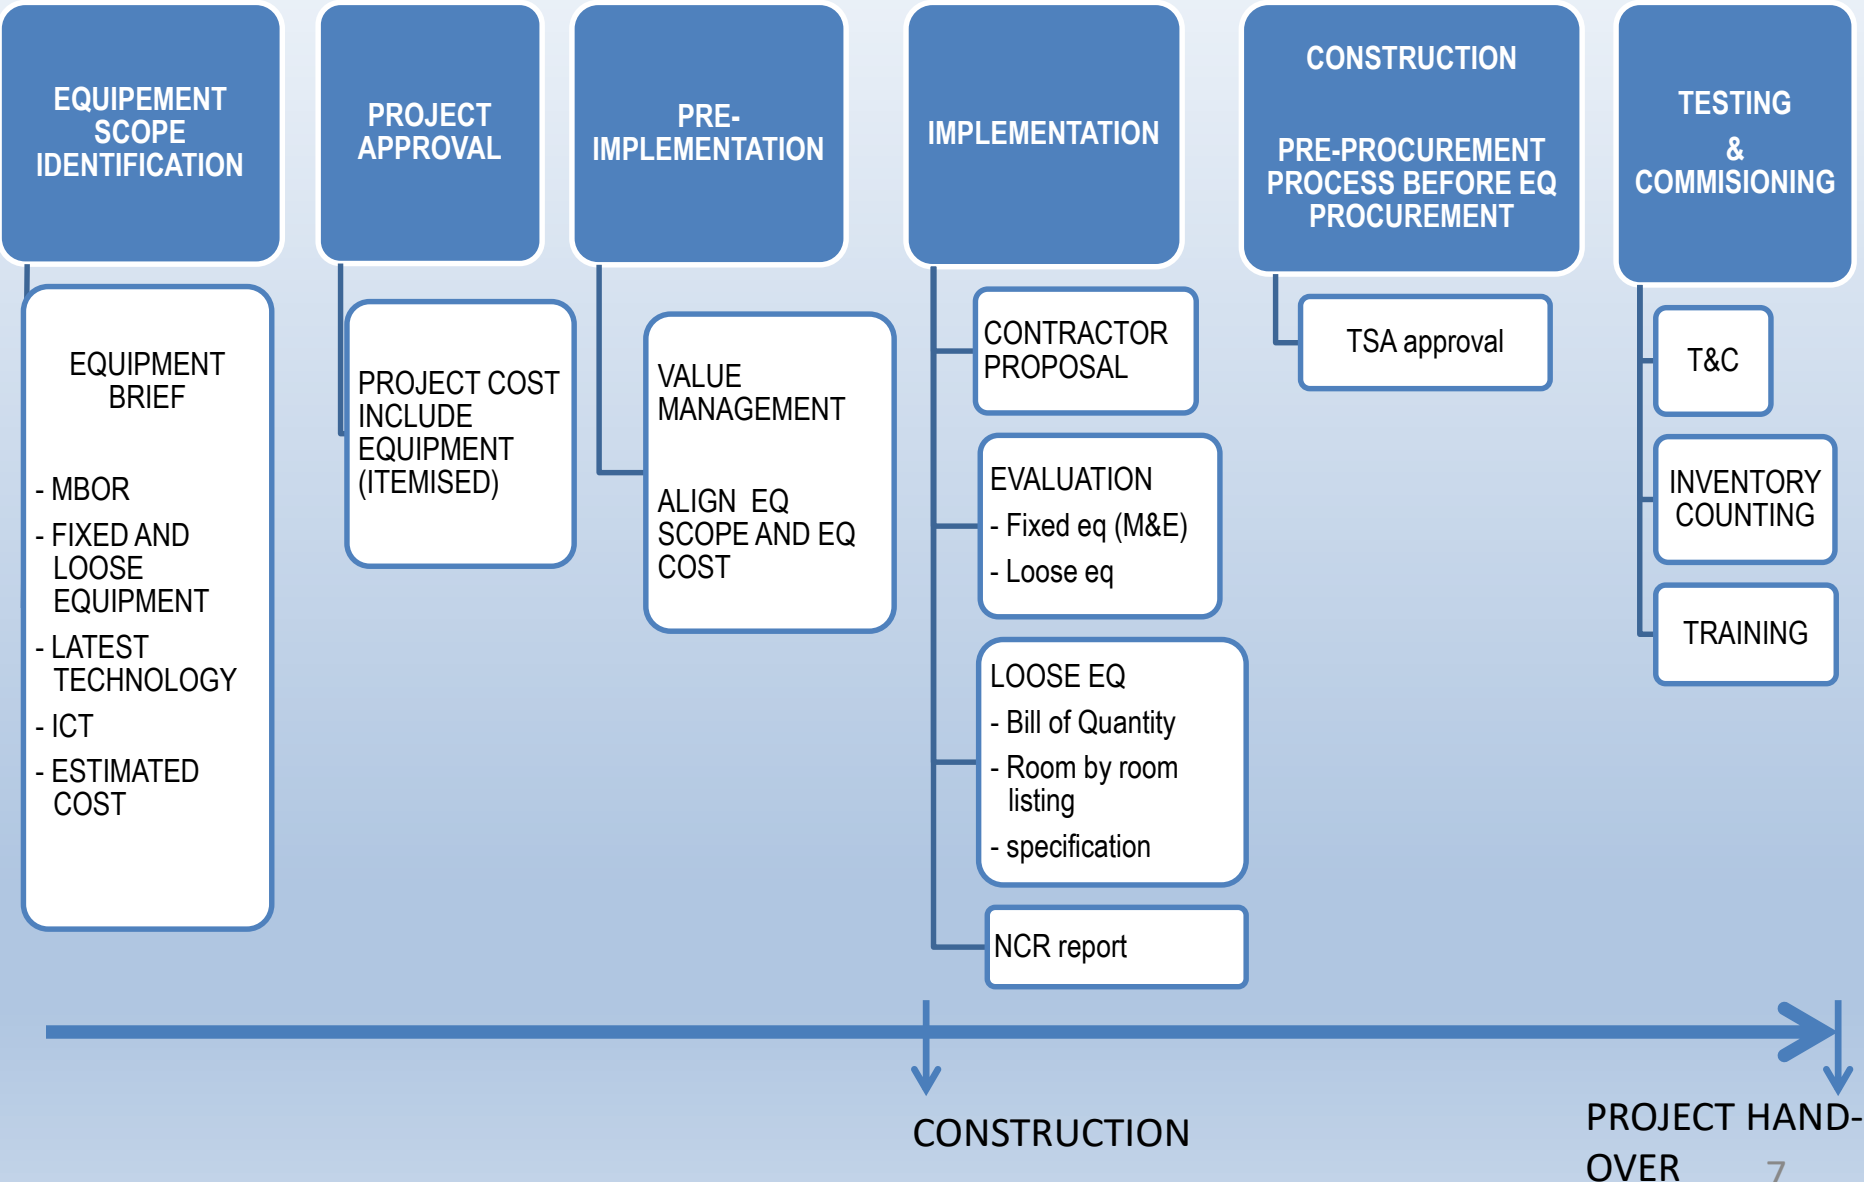 EQUIPEMENT
SCOPE
IDENTIFICATION
EQUIPMENT
BRIEF
- MBOR
- FIXED AND
LOOSE
EQUIPMENT
- LATEST
TECHNOLOGY
- ICT
- ESTIMATED
COST
PROJECT
APPROVAL
PROJECT COST
INCLUDE
EQUIPMENT
(ITEMISED)
PRE-
IMPLEMENTATION
VALUE
MANAGEMENT
ALIGN EQ
SCOPE AND EQ
COST
IMPLEMENTATION
CONTRACTOR
PROPOSAL
EVALUATION
- Fixed eq (M&E)
- Loose eq
LOOSE EQ
- Bill of Quantity
- Room by room
listing
- specification
NCR report
CONSTRUCTION
PRE-PROCUREMENT
PROCESS BEFORE EQ
PROCUREMENT
TSA approval
TESTING
&
COMMISIONING
T&C
INVENTORY
COUNTING
TRAINING
CONSTRUCTION
PROJECT HAND-
OVER
7